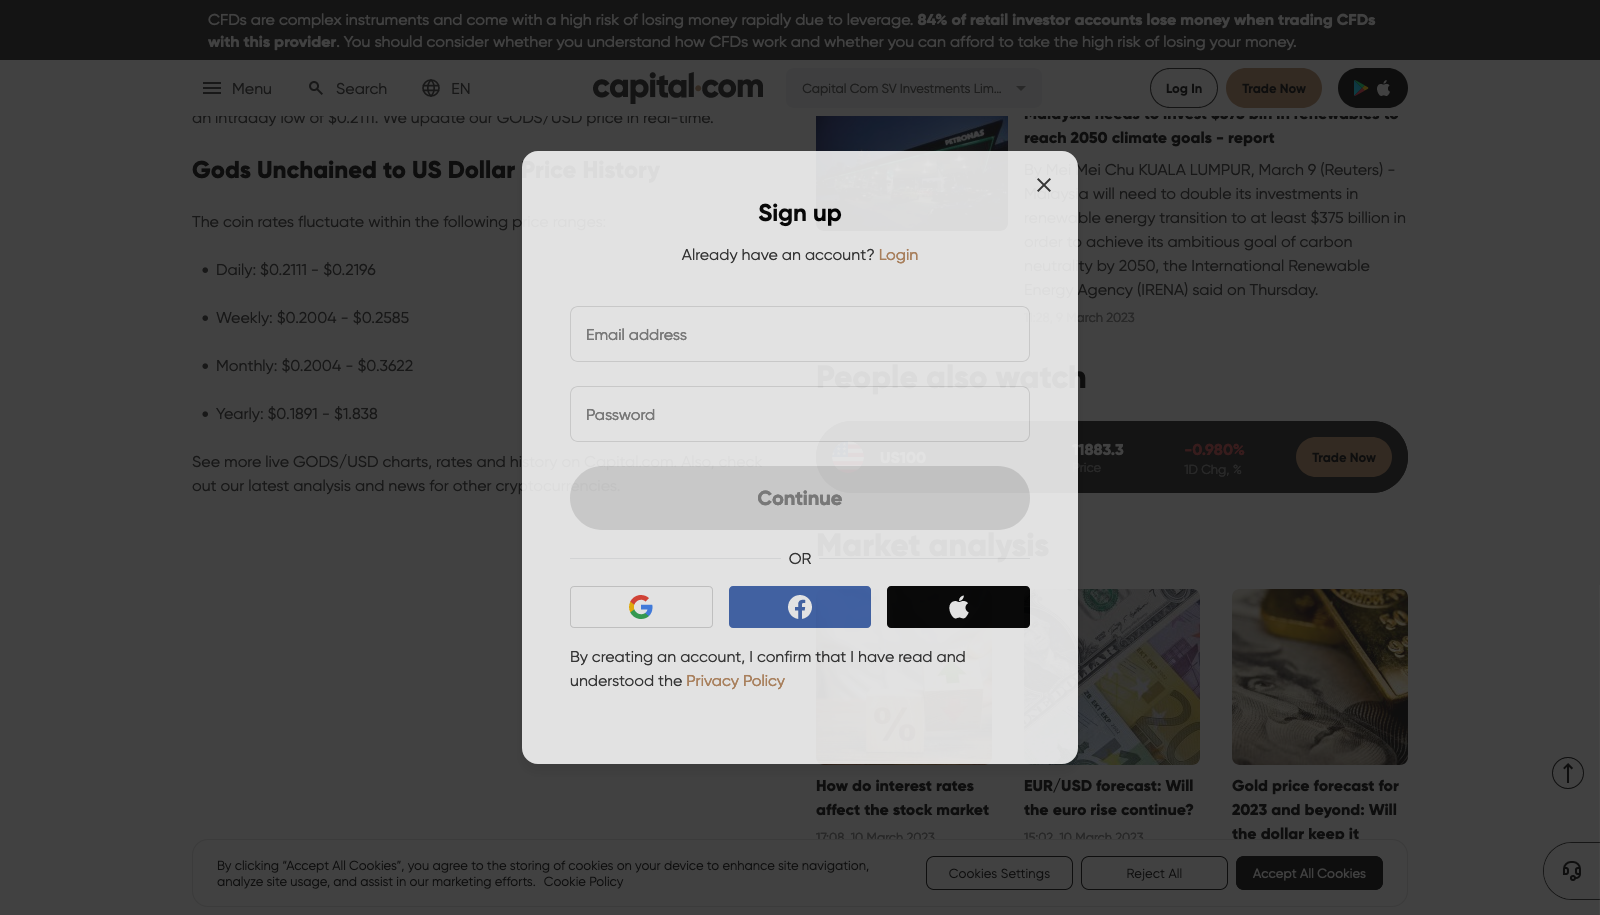 CFDs are complex instruments and come with a high risk of losing money rapidly due to leverage. 84% of retail investor accounts lose money when trading CFDs
with this provider. You should consider whether you understand how CFDs work and whether you can afford to take the high risk of losing your money.
Menu
Search
EN
capital.com
Capital Com SV Investments Lim...
Log In
Trade Now
an intraday low of $0.2111. We update our GODS/USD price in real-time.
Gods Unchained to US Dollar Price History
The coin rates fluctuate within the following price ranges:
Daily: $0.2111 - $0.2196
Weekly: $0.2004 - $0.2585
Monthly: $0.2004 - $0.3622
Yearly: $0.1891 - $1.838
See more live GODS/USD charts, rates and history on Capital.com. Also, check
out our latest analysis and news for other cryptocurrencies.
Sign up
Already have an account? Login
Email address
Password
Continue
OR
By creating an account, I confirm that I have read and
understood the Privacy Policy
PETRONAS
Malaysia needs to invest $375 bln in renewables to
reach 2050 climate goals - report
By Mei Mei Chu KUALA LUMPUR, March 9 (Reuters) -
Malaysia will need to double its investments in
renewable energy transition to at least $375 billion in
order to achieve its ambitious goal of carbon
neutrality by 2050, the International Renewable
Energy Agency (IRENA) said on Thursday.
March 2023
People also watch
US100
11883.3
Price
-0.980%
1D Chg, %
Trade Now
Market analysis
%
How do interest rates
affect the stock market
17:08, 10 March 2023
EUR/USD forecast: Will
the euro rise continue?
15:02, 10 March 2023
Gold price forecast for
2023 and beyond: Will
the dollar keep it
By clicking “Accept All Cookies”, you agree to the storing of cookies on your device to enhance site navigation,
analyze site usage, and assist in our marketing efforts. Cookie Policy
Cookies Settings
Reject All
Accept All Cookies